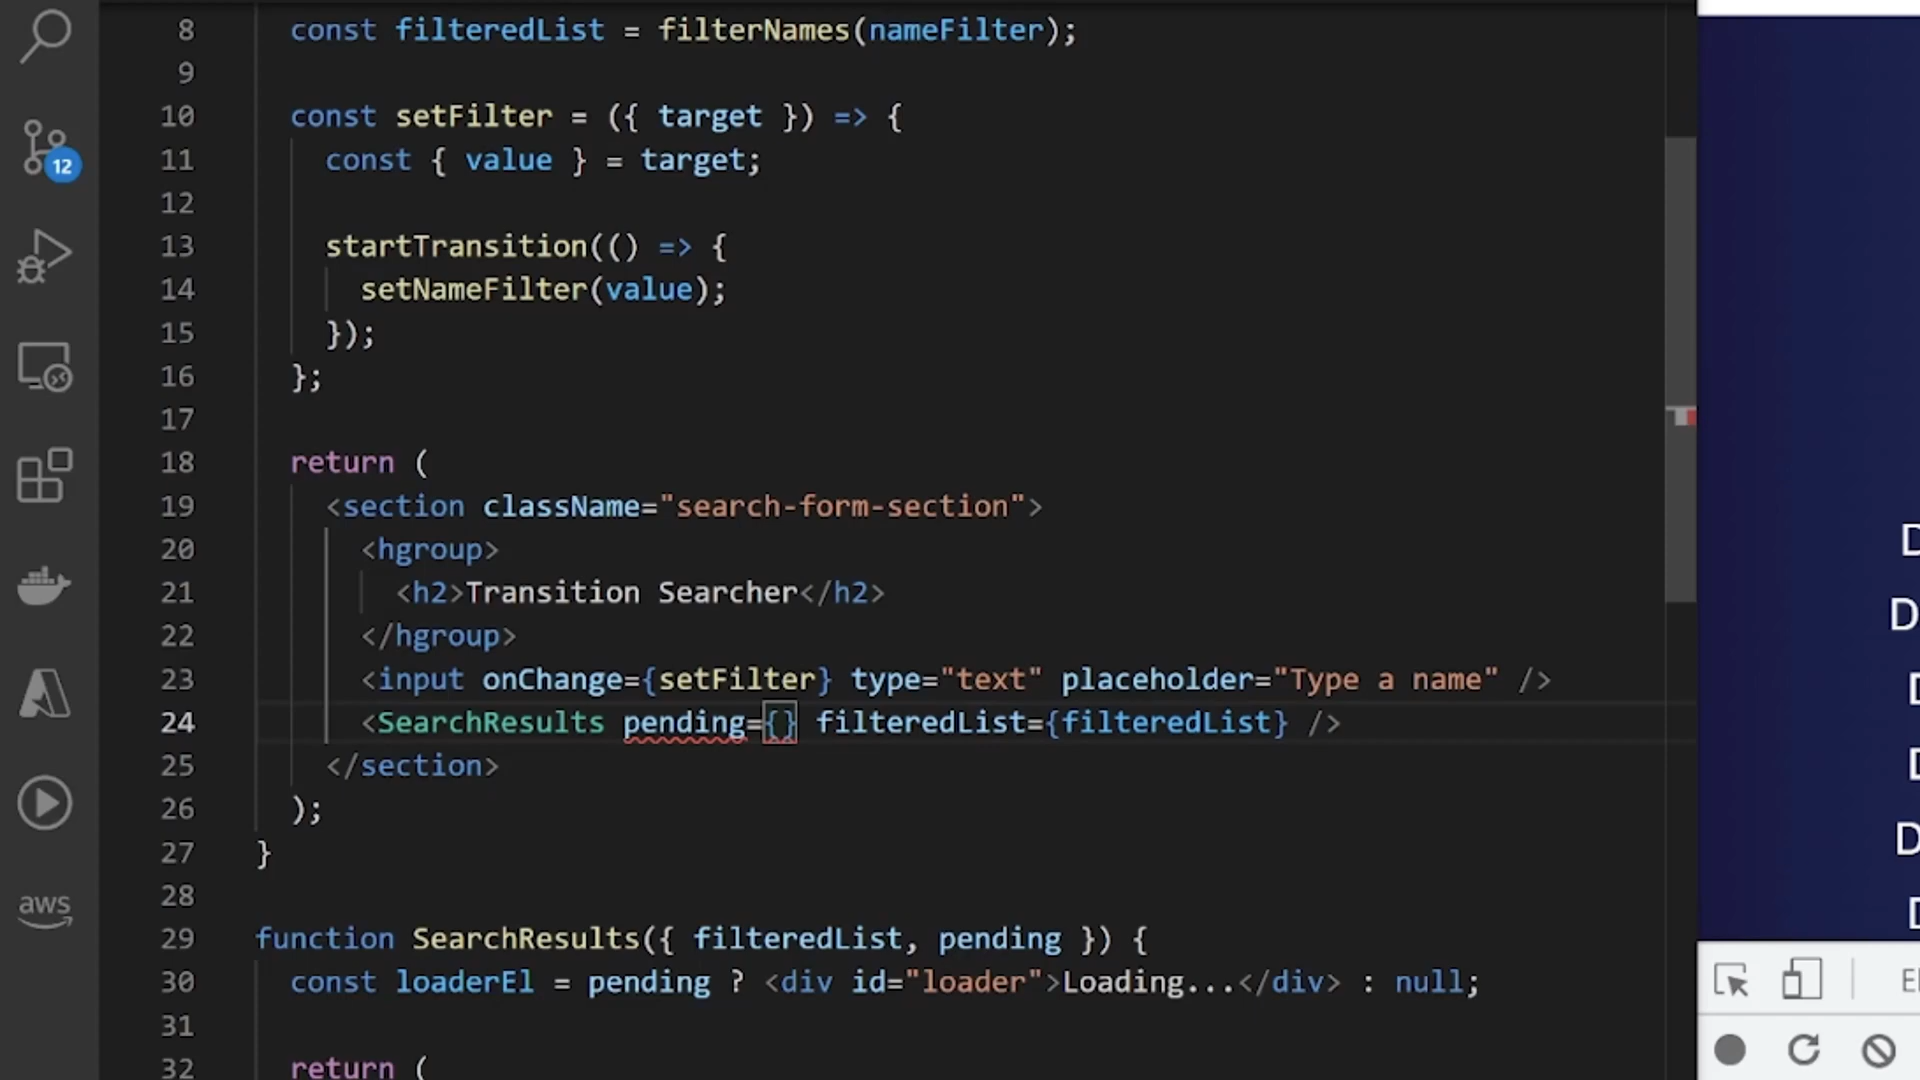 8 const filteredList = filterNames(nameFilter);
9
10 const setFilter = ({ target }) => {
11 const { value } = target;
12
13 startTransition(() => {
14 setNameFilter(value);
15 });
16 };
17
18 return (
19 <section className="search-form-section">
20 <hgroup>
21 <h2>Transition Searcher</h2>
22 </hgroup>
23 <input onChange={setFilter} type="text" placeholder="Type a name" />
24 <SearchResults pending={} filteredList={filteredList} />
25 </section>
26 );
27 }
28
29 function SearchResults({ filteredList, pending }) {
30 const loaderEl = pending ? <div id="loader">Loading...</div> : null;
31
32 return (
12
aws
D
D
D
D
D
D
El